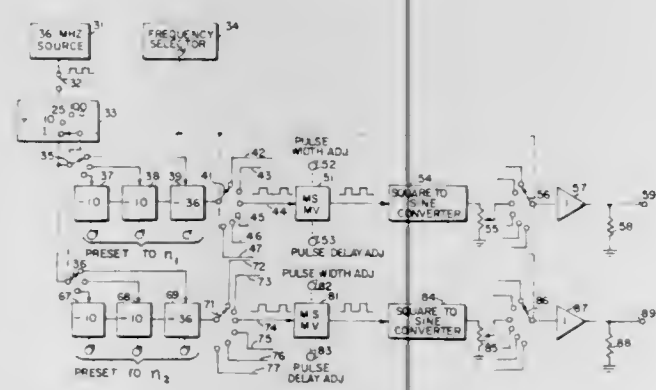 36 MHZ
SOURCE
31
FREQUENCY
SELECTOR
34
32
25
100
÷
10
1
33
35
37
38
39
41
42
43
44
45
46
47
-10
-10
-36
PRESET TO n1
PULSE
WIDTH ADJ
52
51
MS
MV
53
PULSE DELAY ADJ
54
SQUARE TO
SINE
CONVERTER
55
56
57
58
59
36
67
68
69
71
72
73
74
75
76
77
-10
-10
-36
PRESET TO n2
PULSE WIDTH ADJ
82
81
MS
MV
83
PULSE
DELAY ADJ
84
SQUARE TO
SINE
CONVERTER
85
86
87
88
89